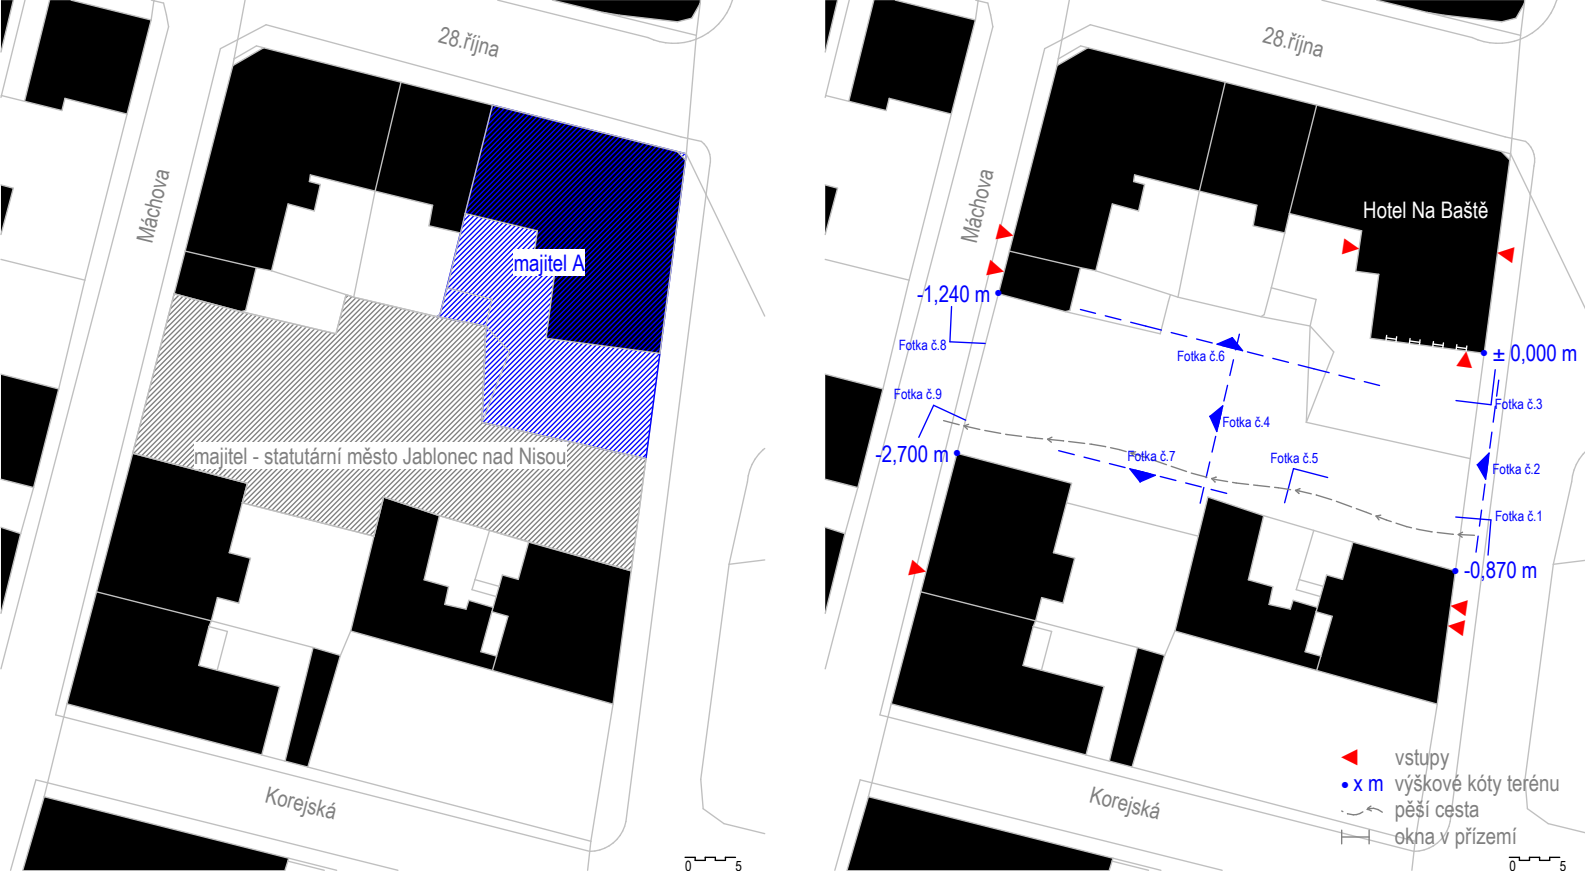 28.října
Máchova
majitel A
majitel - statutární město Jablonec nad Nisou
Korejská
0 5
28.října
Máchova
Hotel Na Baště
-1,240 m
Fotka č.8
Fotka č.6
± 0,000 m
Fotka č.9
Fotka č.3
Fotka č.4
-2,700 m
Fotka č.7
Fotka č.5
Fotka č.2
Fotka č.1
-0,870 m
Korejská
vstupy
x m výškové kóty terénu
pěší cesta
okna v přízemí
0 5